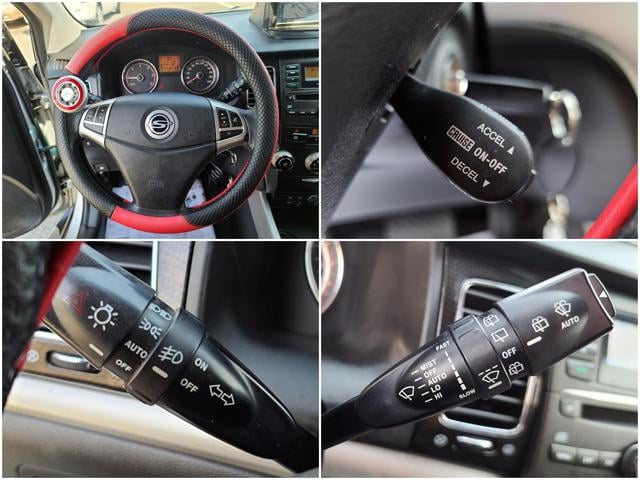 ACCEL ▲
CRUISE ON-OFF
DECEL ▼
AUTO
OFF
ON
OFF
FAST
MIST
OFF
AUTO
LO
HI
SLOW
OFF
AUTO